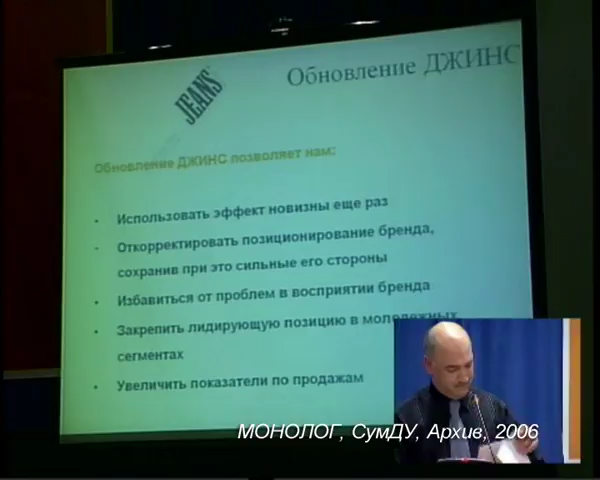 JEANS
Обновление ДЖИНС
Обновление ДЖИНС позволяет нам:
• Использовать эффект новизны еще раз
• Откорректировать позиционирование бренда,
сохранив при это сильные его стороны
• Избавиться от проблем в восприятии бренда
• Закрепить лидирующую позицию в молодежных
сегментах
• Увеличить показатели по продажам
МОНОЛОГ, СумДУ, Архив, 2006